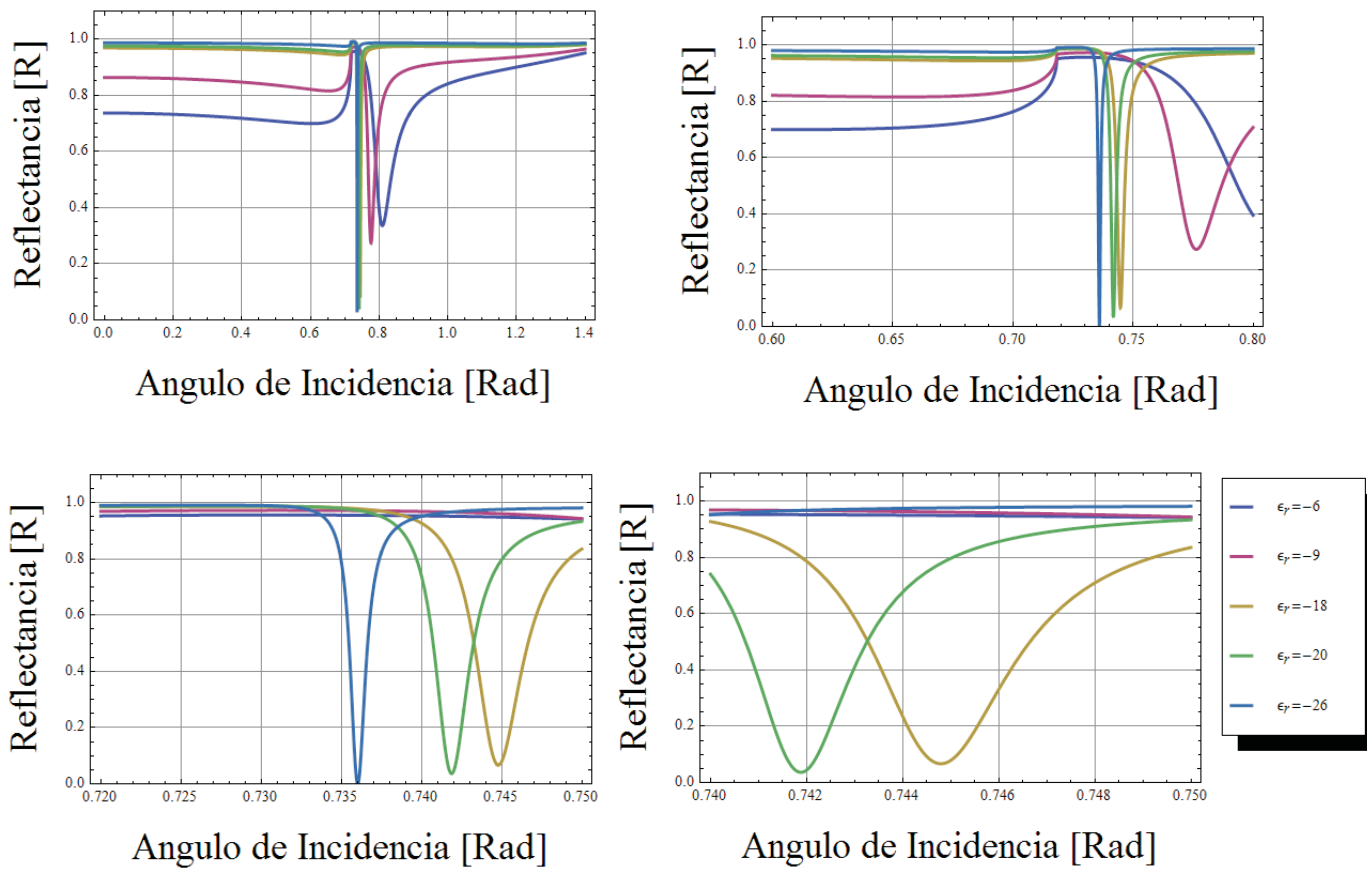 Reflectancia [R]
1.0
0.8
0.6
0.4
0.2
0.0
0.0 0.2 0.4 0.6 0.8 1.0 1.2 1.4
Angulo de Incidencia [Rad]
Reflectancia [R]
1.0
0.8
0.6
0.4
0.2
0.0
0.60 0.65 0.70 0.75 0.80
Angulo de Incidencia [Rad]
Reflectancia [R]
1.0
0.8
0.6
0.4
0.2
0.0
0.720 0.725 0.730 0.735 0.740 0.745 0.750
Angulo de Incidencia [Rad]
Reflectancia [R]
1.0
0.8
0.6
0.4
0.2
0.0
0.740 0.742 0.744 0.746 0.748 0.750
Angulo de Incidencia [Rad]
ϵr=-6
ϵr=-9
ϵr=-18
ϵr=-20
ϵr=-26